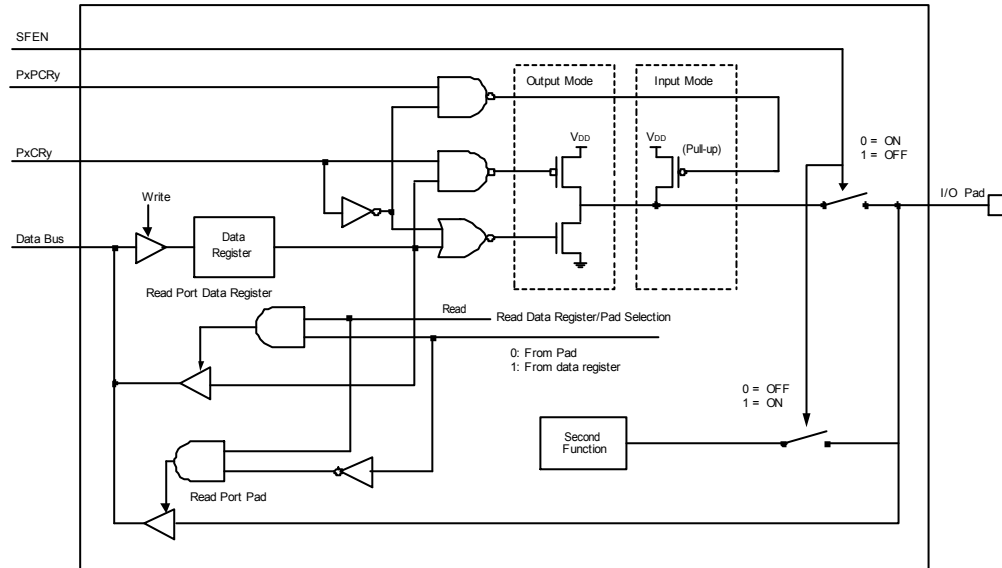 SFEN
PxPCRy
Output Mode
Input Mode
VDD
VDD
(Pull-up)
0 = ON
1 = OFF
PxCRy
I/O Pad
Write
Data Bus
Data
Register
Read Port Data Register
Read
Read Data Register/Pad Selection
0: From Pad
1: From data register
0 = OFF
1 = ON
Second
Function
Read Port Pad